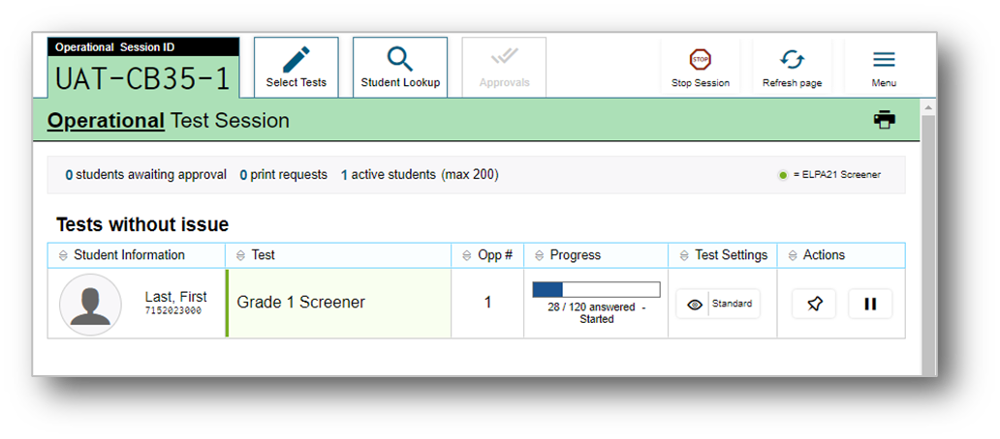 Operational Session ID
UAT-CB35-1
Select Tests
Student Lookup
Approvals
STOP
Stop Session
Refresh page
Menu
Operational Test Session
0 students awaiting approval 0 print requests 1 active students (max 200)
= ELPA21 Screener
Tests without issue
Student Information Test Opp # Progress Test Settings Actions
Last, First
7152023000
Grade 1 Screener
1
28 / 120 answered -
Started
Standard